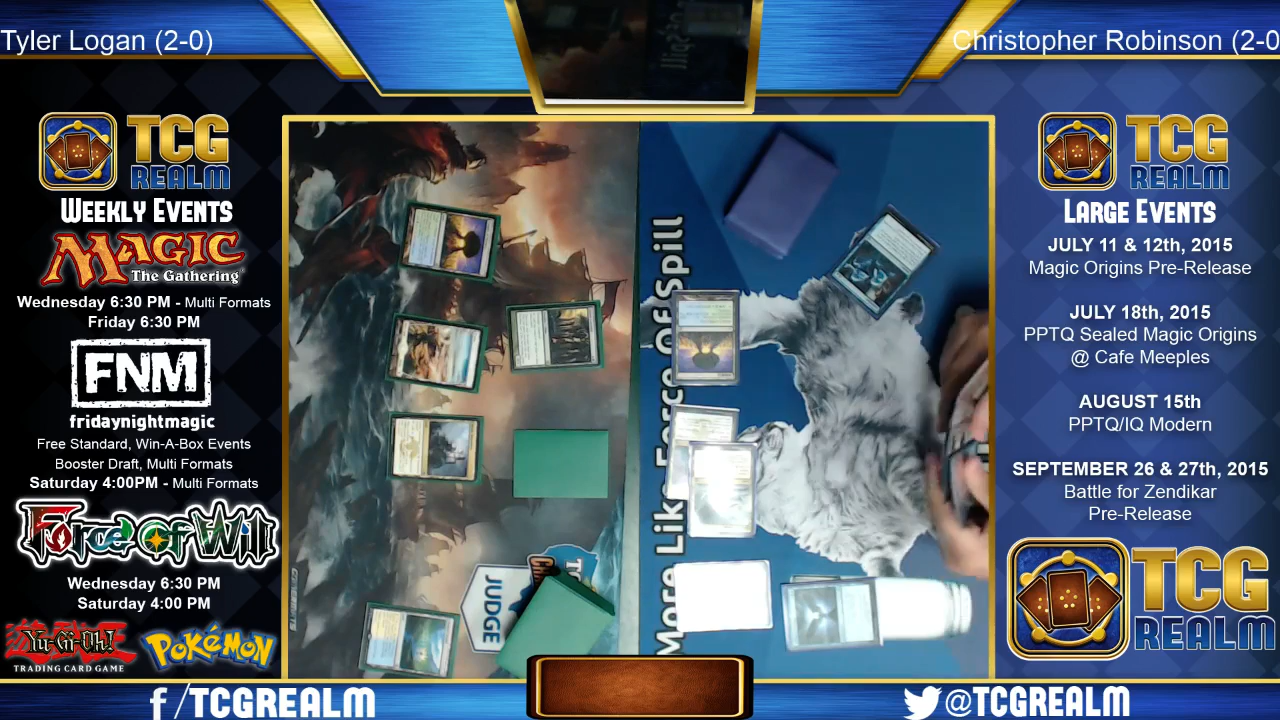 Tyler Logan (2-0)
Christopher Robinson (2-0
TCG
REALM
WEEKLY EVENTS
MAGIC
The Gathering
Wednesday 6:30 PM - Multi Formats
Friday 6:30 PM
FNM
fridaynightmagic
Free Standard, Win-A-Box Events
Booster Draft, Multi Formats
Saturday 4:00PM - Multi Formats
Force of Will
Wednesday 6:30 PM
Saturday 4:00 PM
Yu-Gi-Oh!
TRADING CARD GAME
POKéMON
More Like Force Of Spill
JUDGE
TCG
REALM
LARGE EVENTS
JULY 11 & 12th, 2015
Magic Origins Pre-Release
JULY 18th, 2015
PPTQ Sealed Magic Origins
@ Cafe Meeples
AUGUST 15th
PPTQ/IQ Modern
SEPTEMBER 26 & 27th, 2015
Battle for Zendikar
Pre-Release
TCG
REALM
f /TCGREALM
@TCGREALM